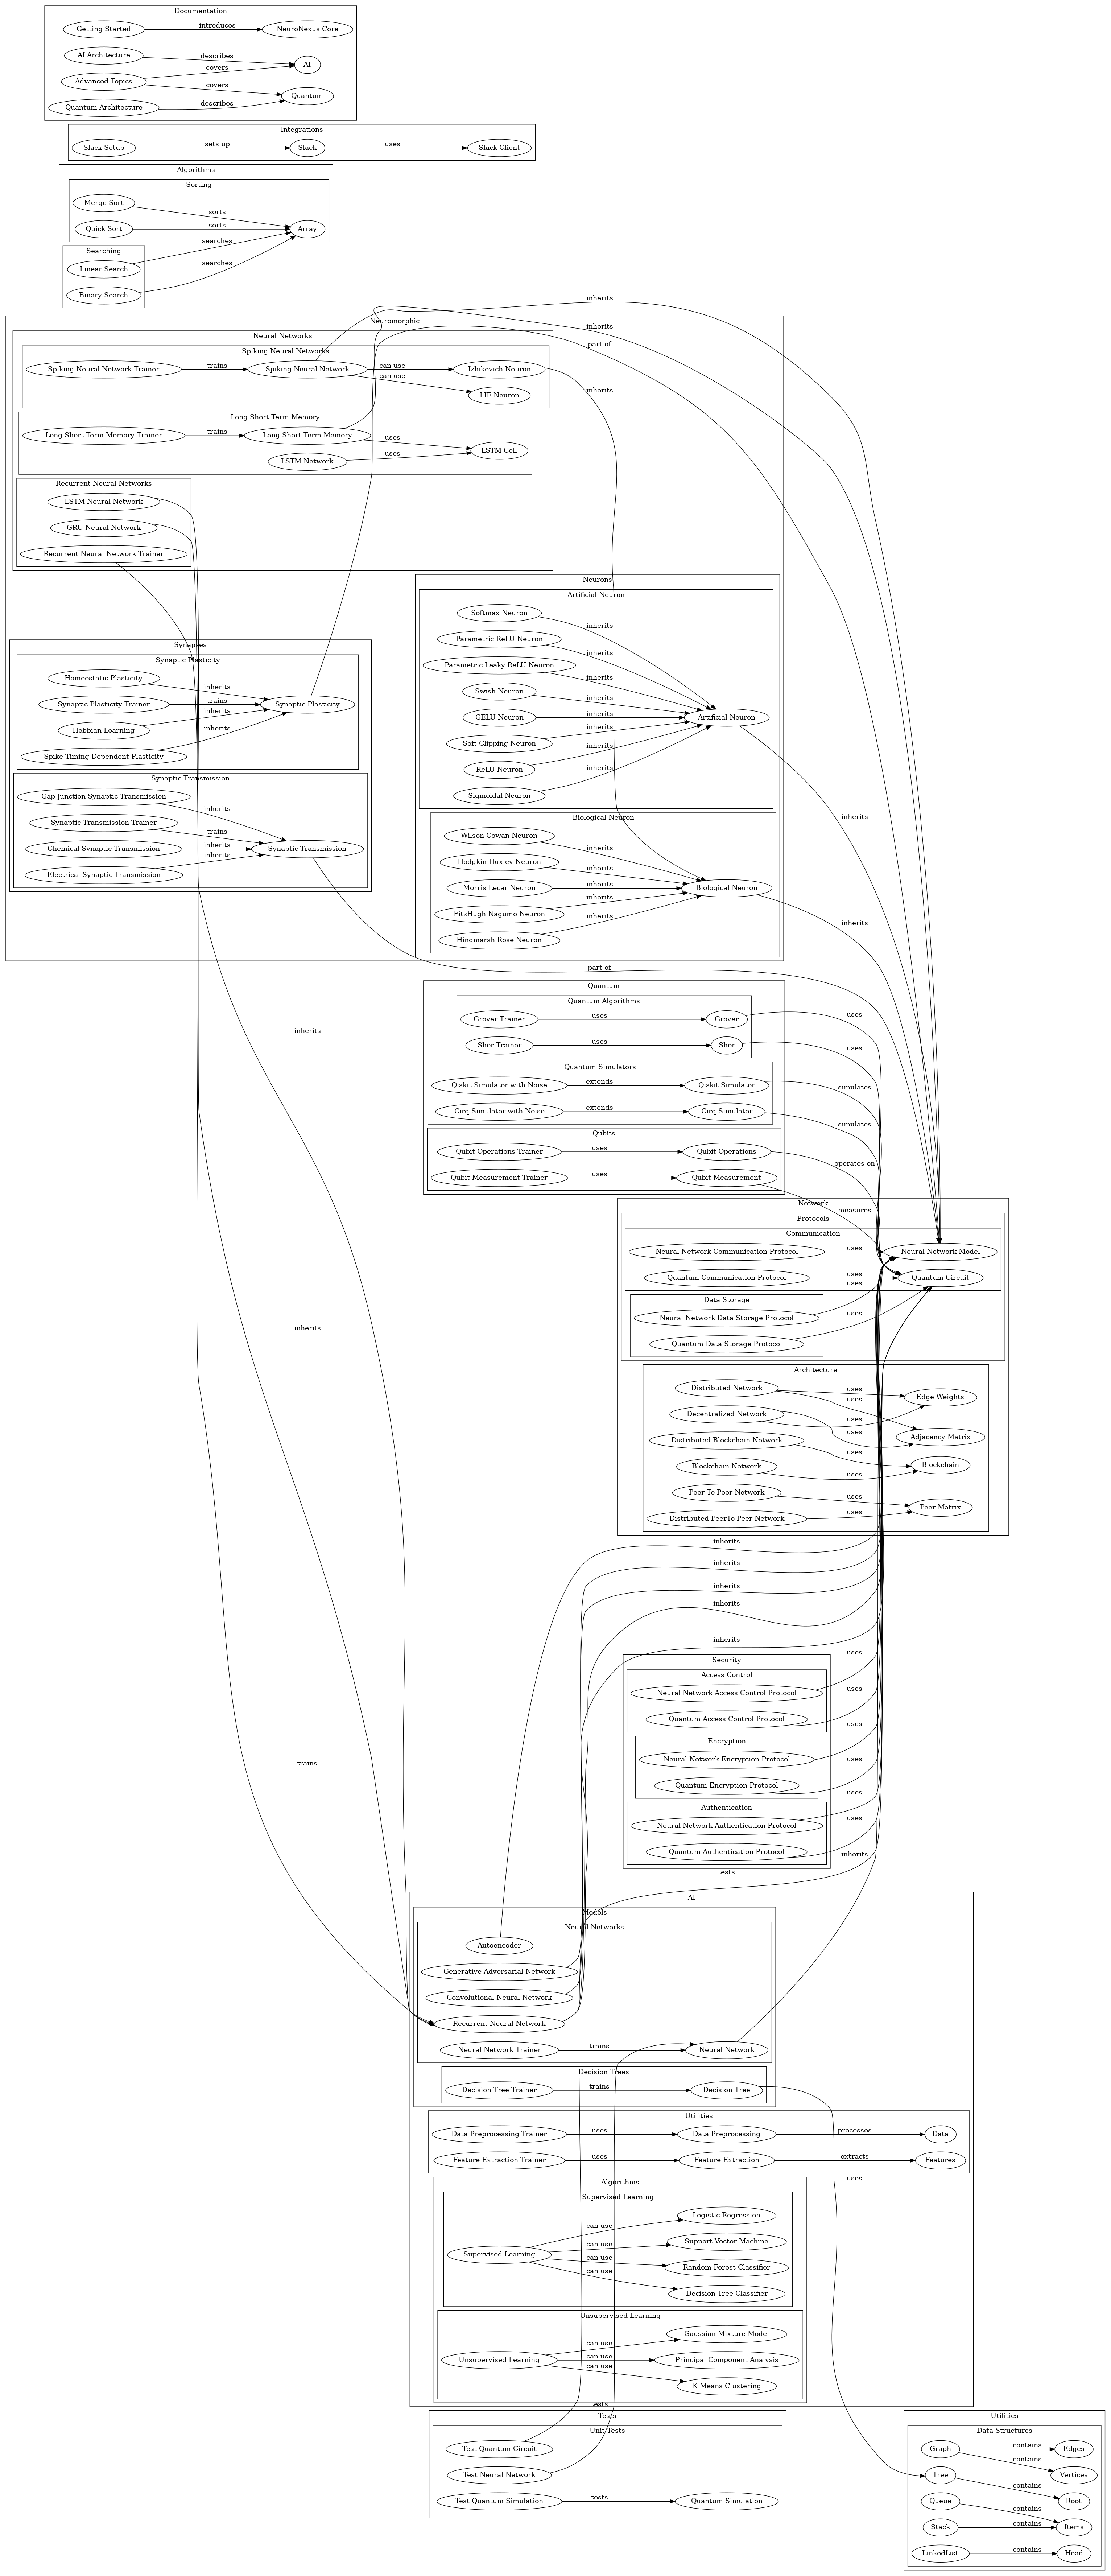 Documentation
Getting Started
introduces
NeuroNexus Core
AI Architecture
describes
AI
covers
Advanced Topics
covers
Quantum
Quantum Architecture
describes
Integrations
Slack Setup
sets up
Slack
uses
Slack Client
Algorithms
Sorting
Merge Sort
sorts
Quick Sort
sorts
Array
searches
Searching
Linear Search
searches
Binary Search
inherits
Neuromorphic
inherits
Neural Networks
part of
Spiking Neural Networks
Spiking Neural Network Trainer
trains
Spiking Neural Network
can use
Izhikevich Neuron
can use
inherits
LIF Neuron
Long Short Term Memory
Long Short Term Memory Trainer
trains
Long Short Term Memory
uses
LSTM Cell
LSTM Network
uses
Recurrent Neural Networks
LSTM Neural Network
GRU Neural Network
Recurrent Neural Network Trainer
Neurons
Artificial Neuron
Softmax Neuron
inherits
Parametric ReLU Neuron
inherits
Parametric Leaky ReLU Neuron
inherits
Swish Neuron
inherits
GELU Neuron
inherits
Artificial Neuron
Soft Clipping Neuron
inherits
ReLU Neuron
inherits
Sigmoidal Neuron
inherits
inherits
Synapses
Synaptic Plasticity
Homeostatic Plasticity
inherits
Synaptic Plasticity Trainer
trains
Synaptic Plasticity
inherits
Hebbian Learning
inherits
Spike Timing Dependent Plasticity
Synaptic Transmission
Gap Junction Synaptic Transmission
inherits
Synaptic Transmission Trainer
trains
Chemical Synaptic Transmission
inherits
Synaptic Transmission
inherits
Electrical Synaptic Transmission
Biological Neuron
Wilson Cowan Neuron
inherits
Hodgkin Huxley Neuron
inherits
Morris Lecar Neuron
inherits
Biological Neuron
FitzHugh Nagumo Neuron
inherits
Hindmarsh Rose Neuron
inherits
inherits
part of
Quantum
Quantum Algorithms
Grover Trainer
uses
Grover
uses
Shor Trainer
uses
Shor
uses
inherits
Quantum Simulators
Qiskit Simulator with Noise
extends
Qiskit Simulator
simulates
Cirq Simulator with Noise
extends
Cirq Simulator
simulates
Qubits
Qubit Operations Trainer
uses
Qubit Operations
operates on
Qubit Measurement Trainer
uses
Qubit Measurement
Network
measures
Protocols
Communication
Neural Network Communication Protocol
uses
Neural Network Model
Quantum Communication Protocol
uses
Quantum Circuit
uses
Data Storage
Neural Network Data Storage Protocol
uses
Quantum Data Storage Protocol
inherits
Architecture
Distributed Network
uses
Edge Weights
uses
Decentralized Network
uses
uses
Adjacency Matrix
Distributed Blockchain Network
uses
Blockchain
Blockchain Network
uses
Peer To Peer Network
uses
Peer Matrix
Distributed PeerTo Peer Network
uses
inherits
inherits
inherits
inherits
inherits
Security
Access Control
uses
Neural Network Access Control Protocol
uses
Quantum Access Control Protocol
uses
Encryption
Neural Network Encryption Protocol
uses
Quantum Encryption Protocol
uses
Authentication
Neural Network Authentication Protocol
uses
Quantum Authentication Protocol
inherits
tests
trains
AI
Models
Neural Networks
Autoencoder
Generative Adversarial Network
Convolutional Neural Network
Recurrent Neural Network
Neural Network Trainer
trains
Neural Network
Decision Trees
Decision Tree Trainer
trains
Decision Tree
Utilities
Data Preprocessing Trainer
uses
Data Preprocessing
processes
Data
Feature Extraction Trainer
uses
Feature Extraction
extracts
Features
uses
Algorithms
Supervised Learning
Logistic Regression
can use
Support Vector Machine
can use
Supervised Learning
can use
Random Forest Classifier
can use
Decision Tree Classifier
Unsupervised Learning
Gaussian Mixture Model
can use
Unsupervised Learning
can use
Principal Component Analysis
can use
K Means Clustering
tests
Tests
Unit Tests
Test Quantum Circuit
Test Neural Network
Test Quantum Simulation
tests
Quantum Simulation
Utilities
Data Structures
Graph
contains
Edges
contains
Vertices
Tree
contains
Root
Queue
contains
Stack
contains
Items
LinkedList
contains
Head